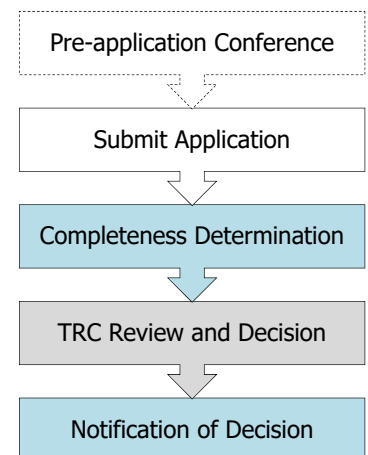 Pre-application Conference
Submit Application
Completeness Determination
TRC Review and Decision
Notification of Decision